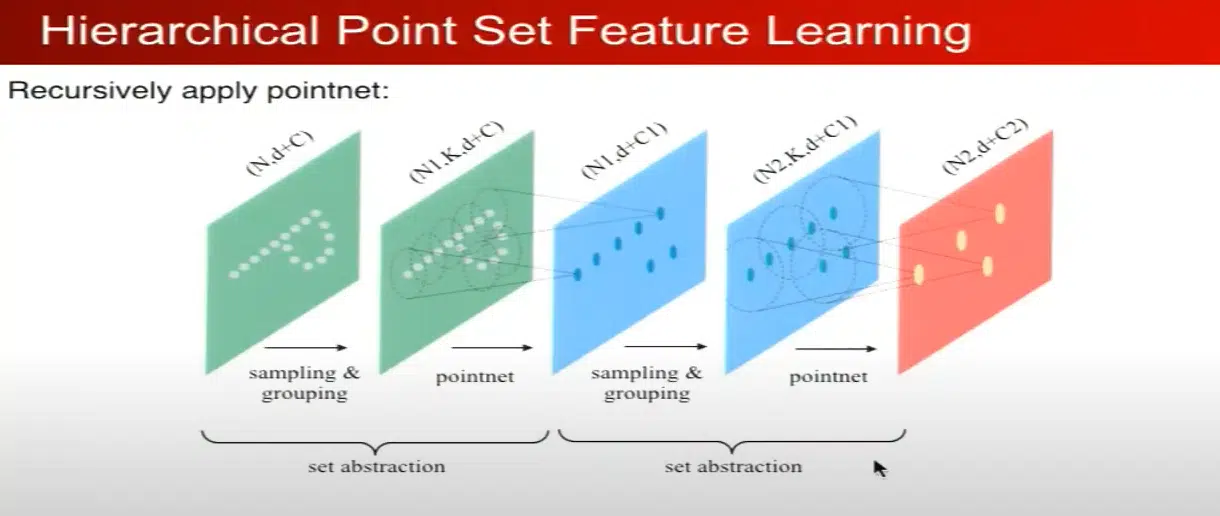 Hierarchical Point Set Feature Learning
Recursively apply pointnet:
(N,d+C)
(N1,K,d+C)
(N1,d+C1)
(N2,K,d+C1)
(N2,d+C2)
sampling &
grouping
pointnet
sampling &
grouping
pointnet
set abstraction
set abstraction